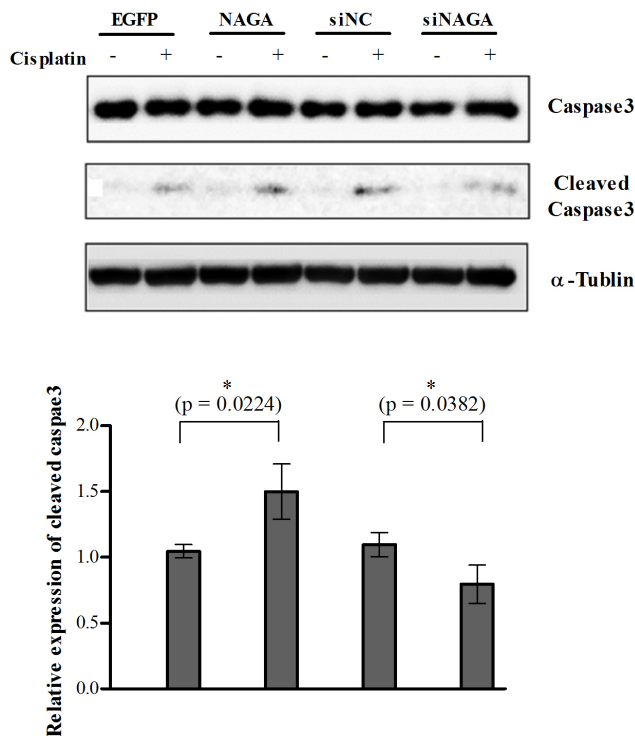 EGFP NAGA siNC siNAGA
Cisplatin - + - + - + - +
Caspase3
Cleaved
Caspase3
α-Tublin
* *
(p = 0.0224) (p = 0.0382)
Relative expression of cleaved caspae3
2.0
1.5
1.0
0.5
0.0